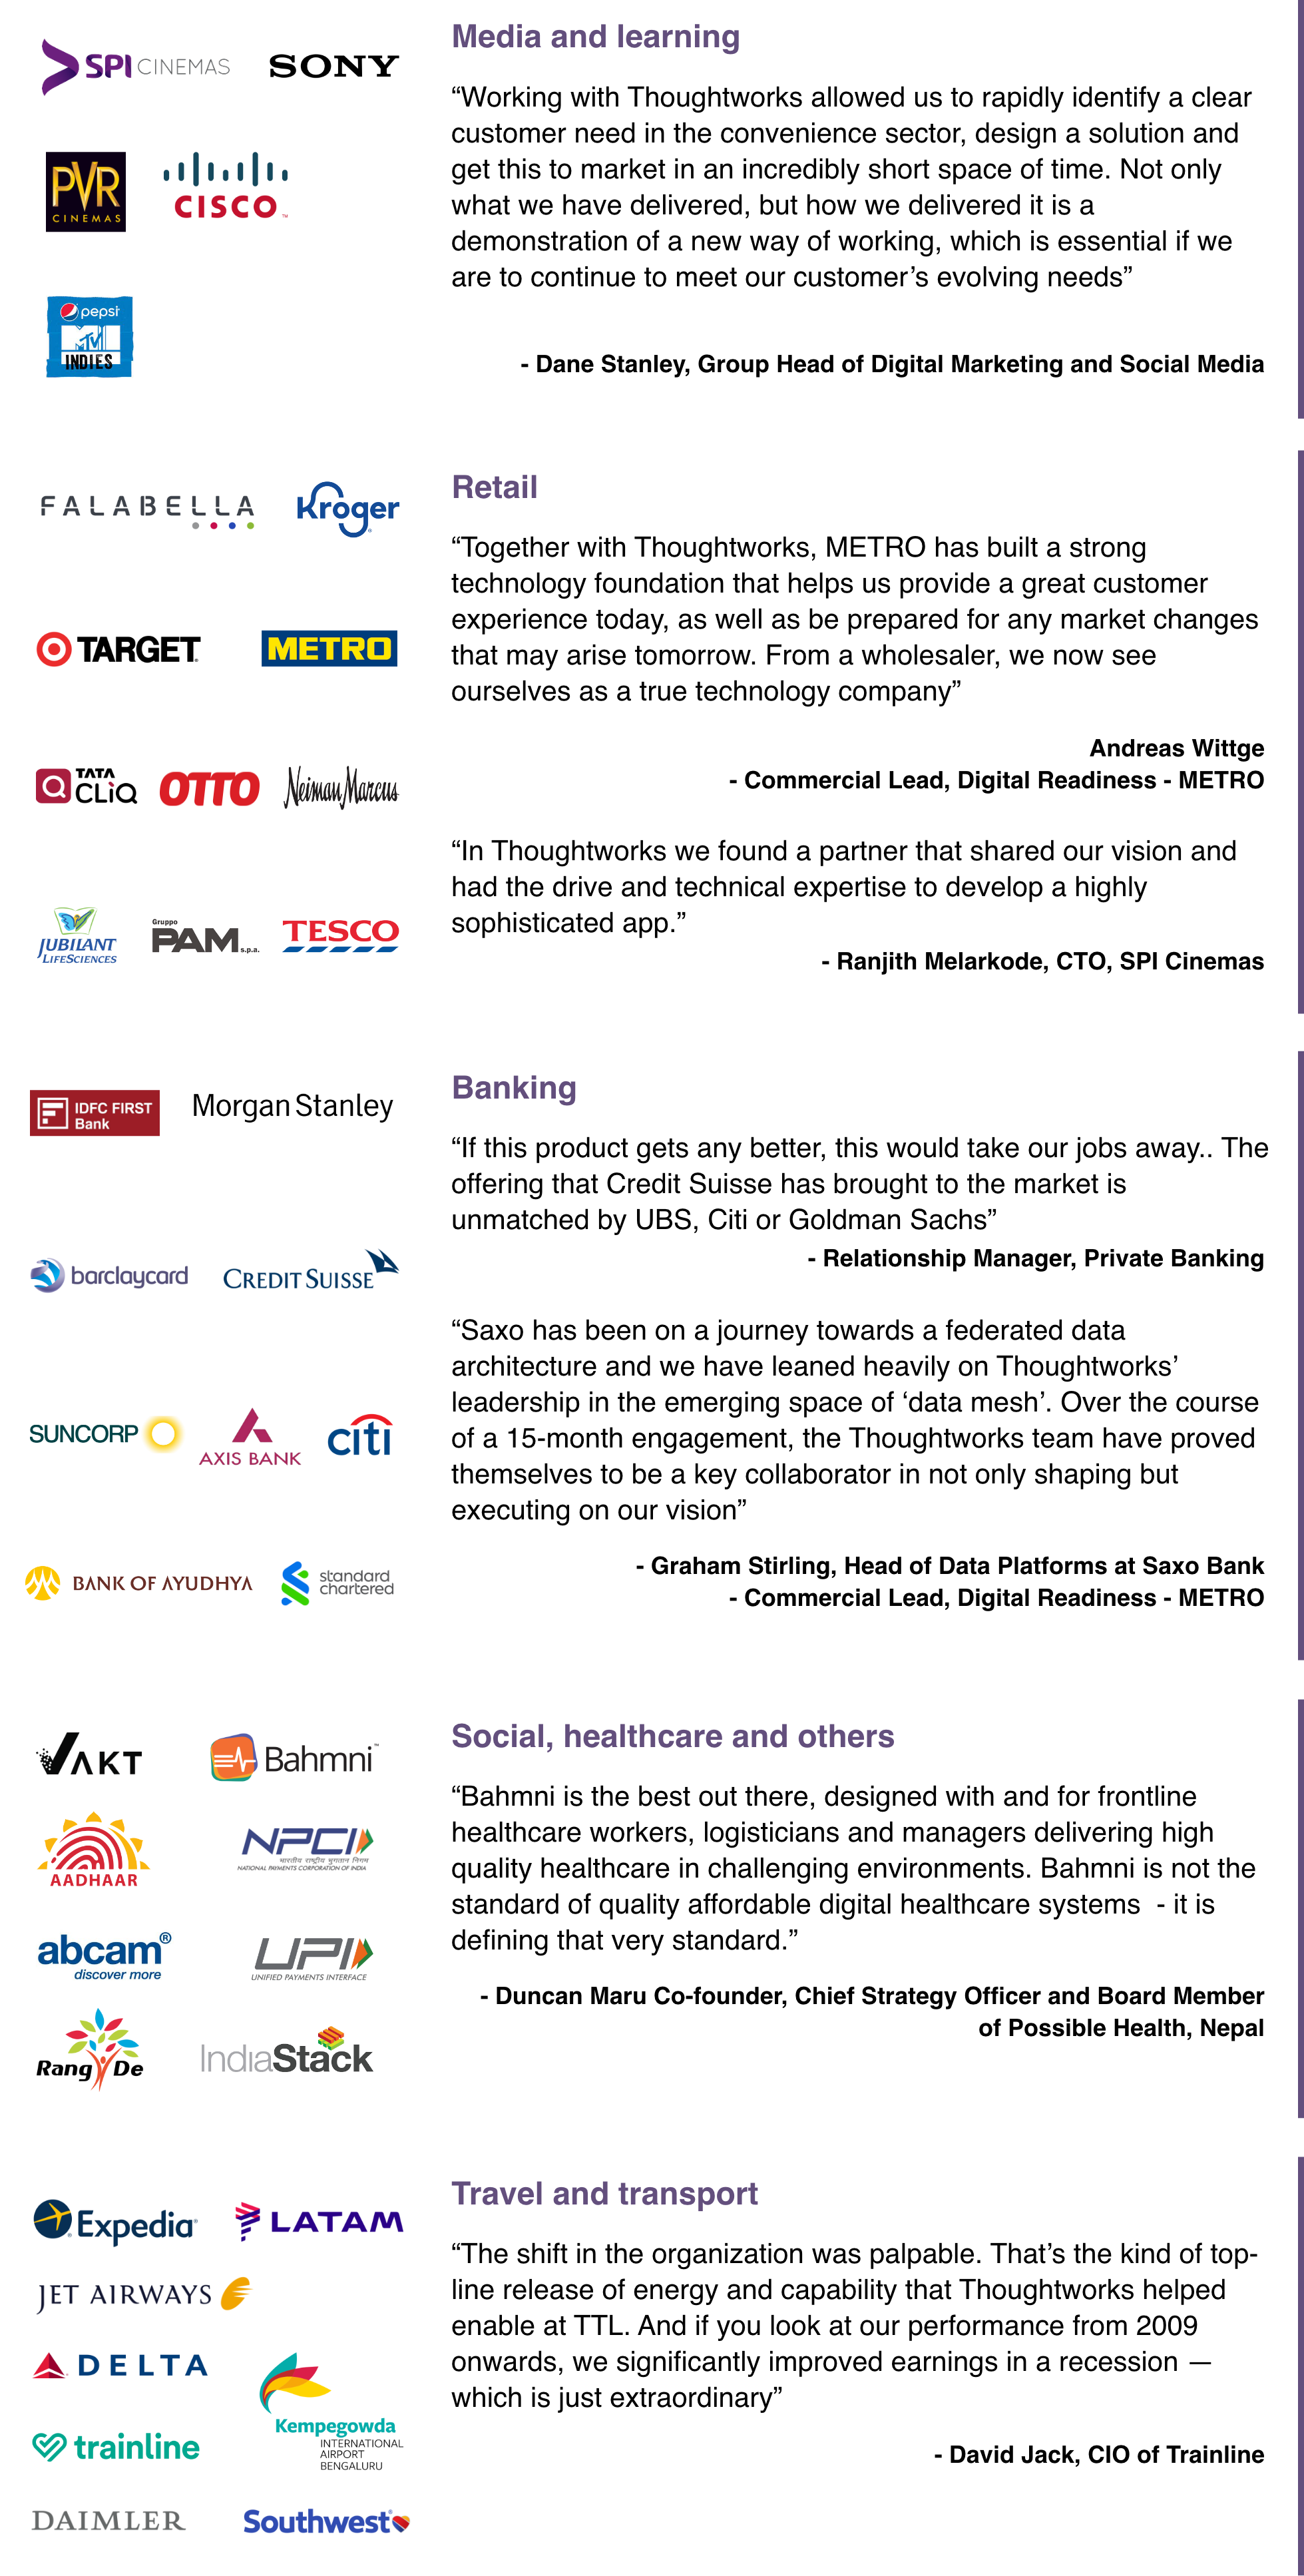 SPI CINEMAS
SONY
PVR
CINEMAS
CISCO™
pepsi
MTV
INDIES
Media and learning
“Working with Thoughtworks allowed us to rapidly identify a clear
customer need in the convenience sector, design a solution and
get this to market in an incredibly short space of time. Not only
what we have delivered, but how we delivered it is a
demonstration of a new way of working, which is essential if we
are to continue to meet our customer’s evolving needs”
- Dane Stanley, Group Head of Digital Marketing and Social Media
FALABELLA
Kroger
TARGET
METRO
TATA
CLiQ
OTTO
Neiman Marcus
JUBILANT
LIFESCIENCES
Gruppo
PAM s.p.a.
TESCO
Retail
“Together with Thoughtworks, METRO has built a strong
technology foundation that helps us provide a great customer
experience today, as well as be prepared for any market changes
that may arise tomorrow. From a wholesaler, we now see
ourselves as a true technology company”
Andreas Wittge
- Commercial Lead, Digital Readiness - METRO
“In Thoughtworks we found a partner that shared our vision and
had the drive and technical expertise to develop a highly
sophisticated app.”
- Ranjith Melarkode, CTO, SPI Cinemas
IDFC FIRST
Bank
Morgan Stanley
barclaycard
CREDIT SUISSE
SUNCORP
AXIS BANK
citi
BANK OF AYUDHYA
standard
chartered
Banking
“If this product gets any better, this would take our jobs away.. The
offering that Credit Suisse has brought to the market is
unmatched by UBS, Citi or Goldman Sachs”
- Relationship Manager, Private Banking
“Saxo has been on a journey towards a federated data
architecture and we have leaned heavily on Thoughtworks’
leadership in the emerging space of ‘data mesh’. Over the course
of a 15-month engagement, the Thoughtworks team have proved
themselves to be a key collaborator in not only shaping but
executing on our vision”
- Graham Stirling, Head of Data Platforms at Saxo Bank
- Commercial Lead, Digital Readiness - METRO
VAKT
Bahmni™
AADHAAR
NPCI
भारतीय राष्ट्रीय भुगतान निगम
NATIONAL PAYMENTS CORPORATION OF INDIA
abcam®
discover more
UPI
UNIFIED PAYMENTS INTERFACE
Rang De
IndiaStack
Social, healthcare and others
“Bahmni is the best out there, designed with and for frontline
healthcare workers, logisticians and managers delivering high
quality healthcare in challenging environments. Bahmni is not the
standard of quality affordable digital healthcare systems  - it is
defining that very standard.”
- Duncan Maru Co-founder, Chief Strategy Officer and Board Member
of Possible Health, Nepal
Expedia®
LATAM
JET AIRWAYS
DELTA
Kempegowda
INTERNATIONAL
AIRPORT
BENGALURU
trainline
DAIMLER
Southwest®
Travel and transport
“The shift in the organization was palpable. That’s the kind of top-
line release of energy and capability that Thoughtworks helped
enable at TTL. And if you look at our performance from 2009
onwards, we significantly improved earnings in a recession —
which is just extraordinary”
- David Jack, CIO of Trainline